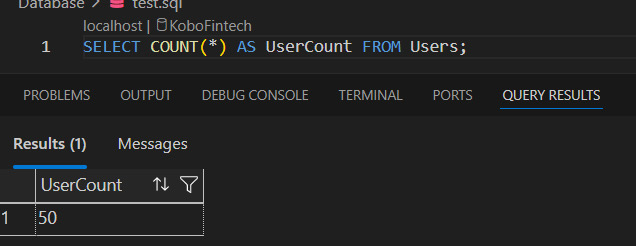 Database > test.sql
localhost | KoboFintech
1 SELECT COUNT(*) AS UserCount FROM Users;
PROBLEMS OUTPUT DEBUG CONSOLE TERMINAL PORTS QUERY RESULTS
Results (1) Messages
UserCount
1 50